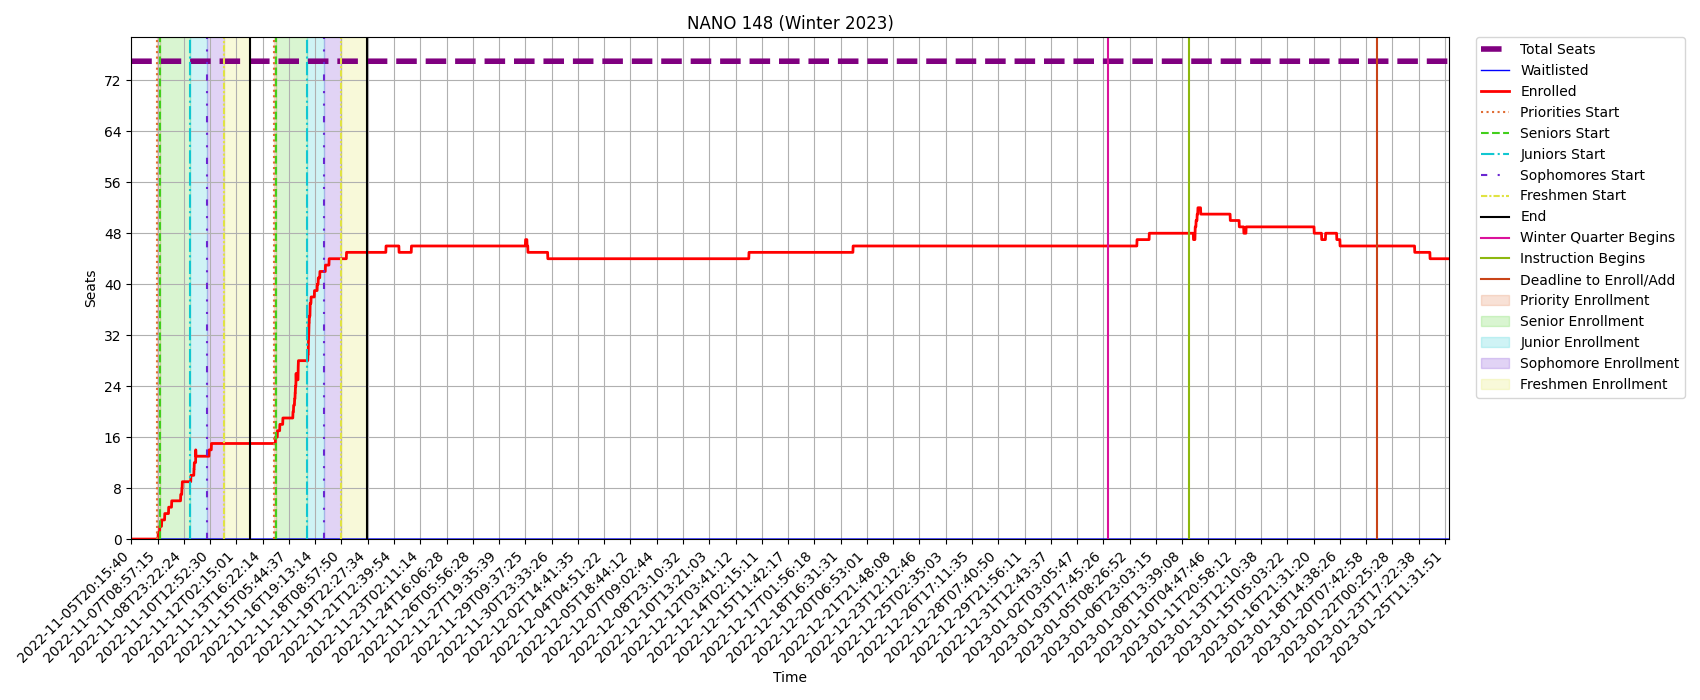 NANO 148 (Winter 2023)
Seats
72
64
56
48
40
32
24
16
8
0
2022-11-05T20:15:40
2022-11-07T08:57:15
2022-11-08T23:22:24
2022-11-10T12:52:30
2022-11-12T02:15:01
2022-11-13T16:22:14
2022-11-15T05:44:37
2022-11-16T19:13:14
2022-11-18T08:57:50
2022-11-19T22:27:34
2022-11-21T12:39:54
2022-11-23T02:11:14
2022-11-24T16:06:28
2022-11-26T05:56:28
2022-11-27T19:35:39
2022-11-29T09:37:25
2022-11-30T23:33:26
2022-12-02T14:41:35
2022-12-04T04:51:22
2022-12-05T18:44:12
2022-12-07T09:02:44
2022-12-08T23:10:32
2022-12-10T13:21:03
2022-12-12T03:41:12
2022-12-14T02:15:11
2022-12-15T11:42:17
2022-12-17T01:56:18
2022-12-18T16:31:31
2022-12-20T06:53:01
2022-12-21T21:48:08
2022-12-23T12:12:46
2022-12-25T02:35:03
2022-12-26T17:11:35
2022-12-28T07:40:50
2022-12-29T21:56:11
2022-12-31T12:43:37
2023-01-02T03:05:47
2023-01-03T17:45:26
2023-01-05T08:26:52
2023-01-06T23:03:15
2023-01-08T13:39:08
2023-01-10T04:47:46
2023-01-11T20:58:12
2023-01-13T12:10:38
2023-01-15T05:03:22
2023-01-16T21:31:20
2023-01-18T14:38:26
2023-01-20T07:42:58
2023-01-22T00:25:28
2023-01-23T17:22:38
2023-01-25T11:31:51
Time
Total Seats
Waitlisted
Enrolled
Priorities Start
Seniors Start
Juniors Start
Sophomores Start
Freshmen Start
End
Winter Quarter Begins
Instruction Begins
Deadline to Enroll/Add
Priority Enrollment
Senior Enrollment
Junior Enrollment
Sophomore Enrollment
Freshmen Enrollment